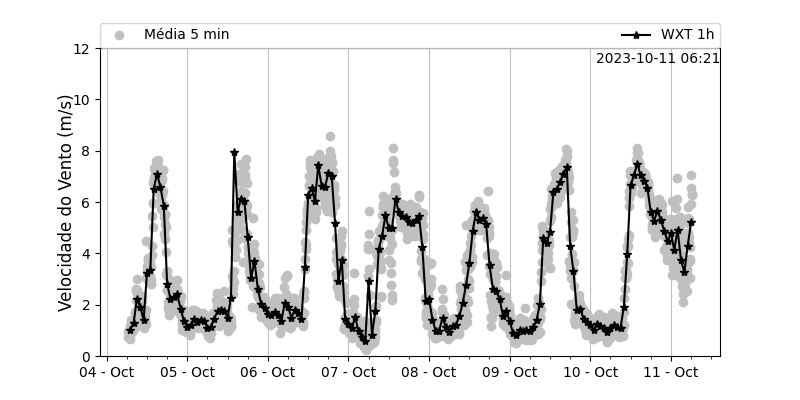 Média 5 min
WXT 1h
2023-10-11 06:21
Velocidade do Vento (m/s)
12
10
8
6
4
2
0
04 - Oct
05 - Oct
06 - Oct
07 - Oct
08 - Oct
09 - Oct
10 - Oct
11 - Oct